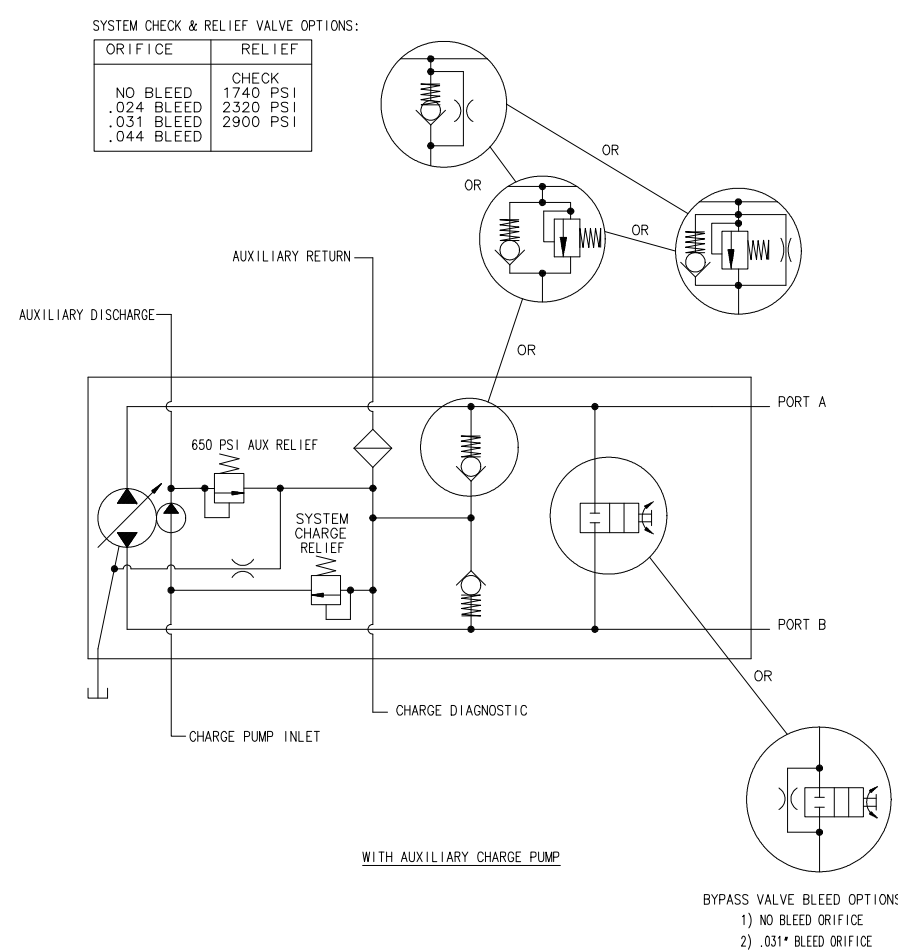 SYSTEM CHECK & RELIEF VALVE OPTIONS:
ORIFICE RELIEF
CHECK
NO BLEED 1740 PSI
.024 BLEED 2320 PSI
.031 BLEED 2900 PSI
.044 BLEED
OR
OR
OR
AUXILIARY RETURN
AUXILIARY DISCHARGE
OR
PORT A
650 PSI AUX RELIEF
SYSTEM
CHARGE
RELIEF
PORT B
OR
CHARGE DIAGNOSTIC
CHARGE PUMP INLET
WITH AUXILIARY CHARGE PUMP
BYPASS VALVE BLEED OPTIONS
1) NO BLEED ORIFICE
2) .031" BLEED ORIFICE